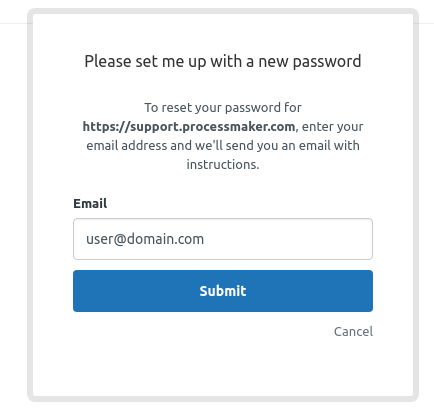 Please set me up with a new password
To reset your password for
https://support.processmaker.com, enter your
email address and we'll send you an email with
instructions.
Email
user@domain.com
Submit
Cancel